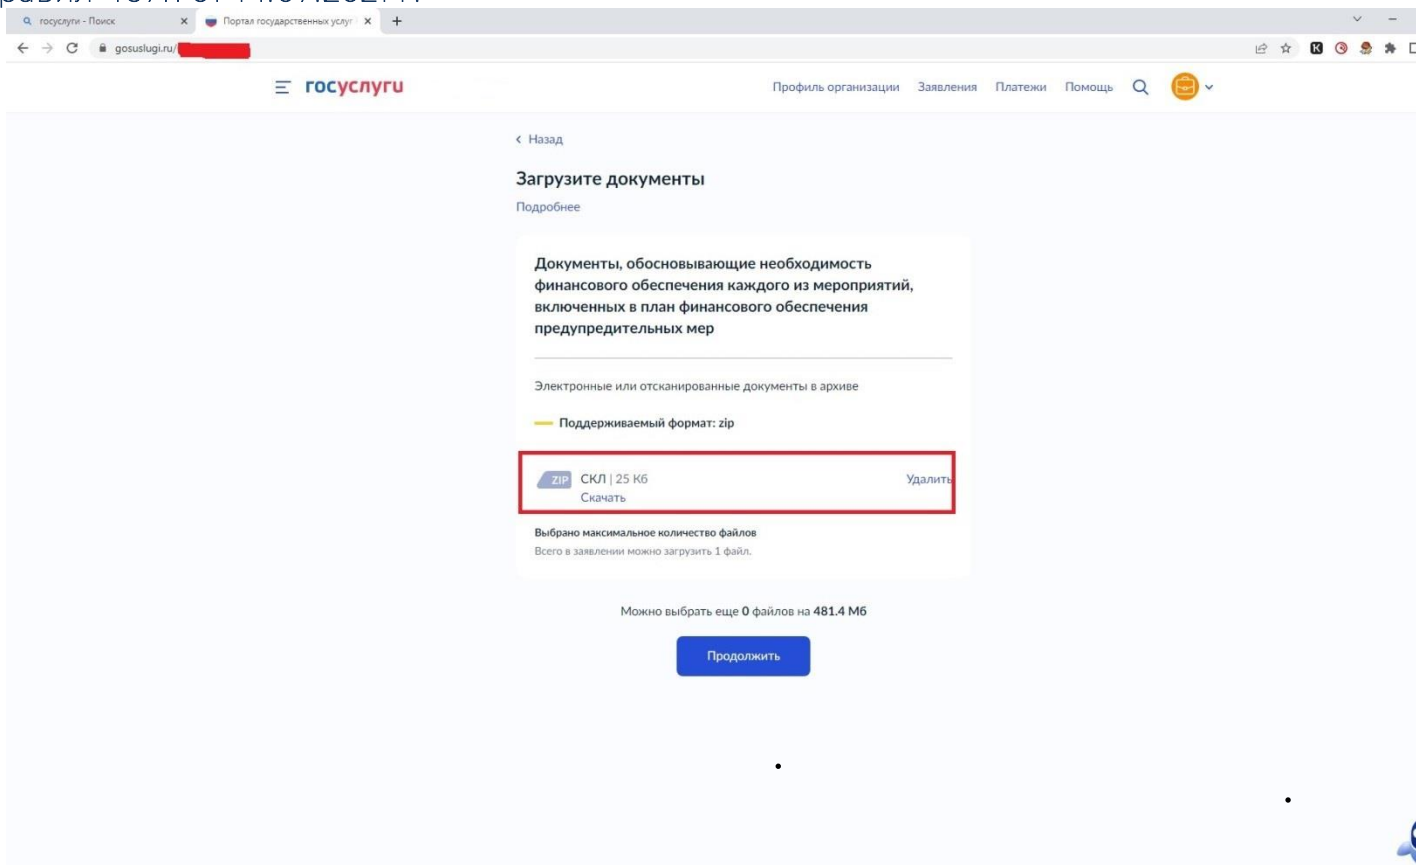 госуслуги - Поиск
Портал государственных услуг
gosuslugi.ru/
госуслуги
Профиль организации Заявления Платежи Помощь
Назад
Загрузите документы
Подробнее
Документы, обосновывающие необходимость
финансового обеспечения каждого из мероприятий,
включенных в план финансового обеспечения
предупредительных мер
Электронные или отсканированные документы в архиве
Поддерживаемый формат: zip
ZIP СКЛ | 25 Кб Удалить
Скачать
Выбрано максимальное количество файлов
Всего в заявлении можно загрузить 1 файл.
Можно выбрать еще 0 файлов на 481.4 Мб
Продолжить